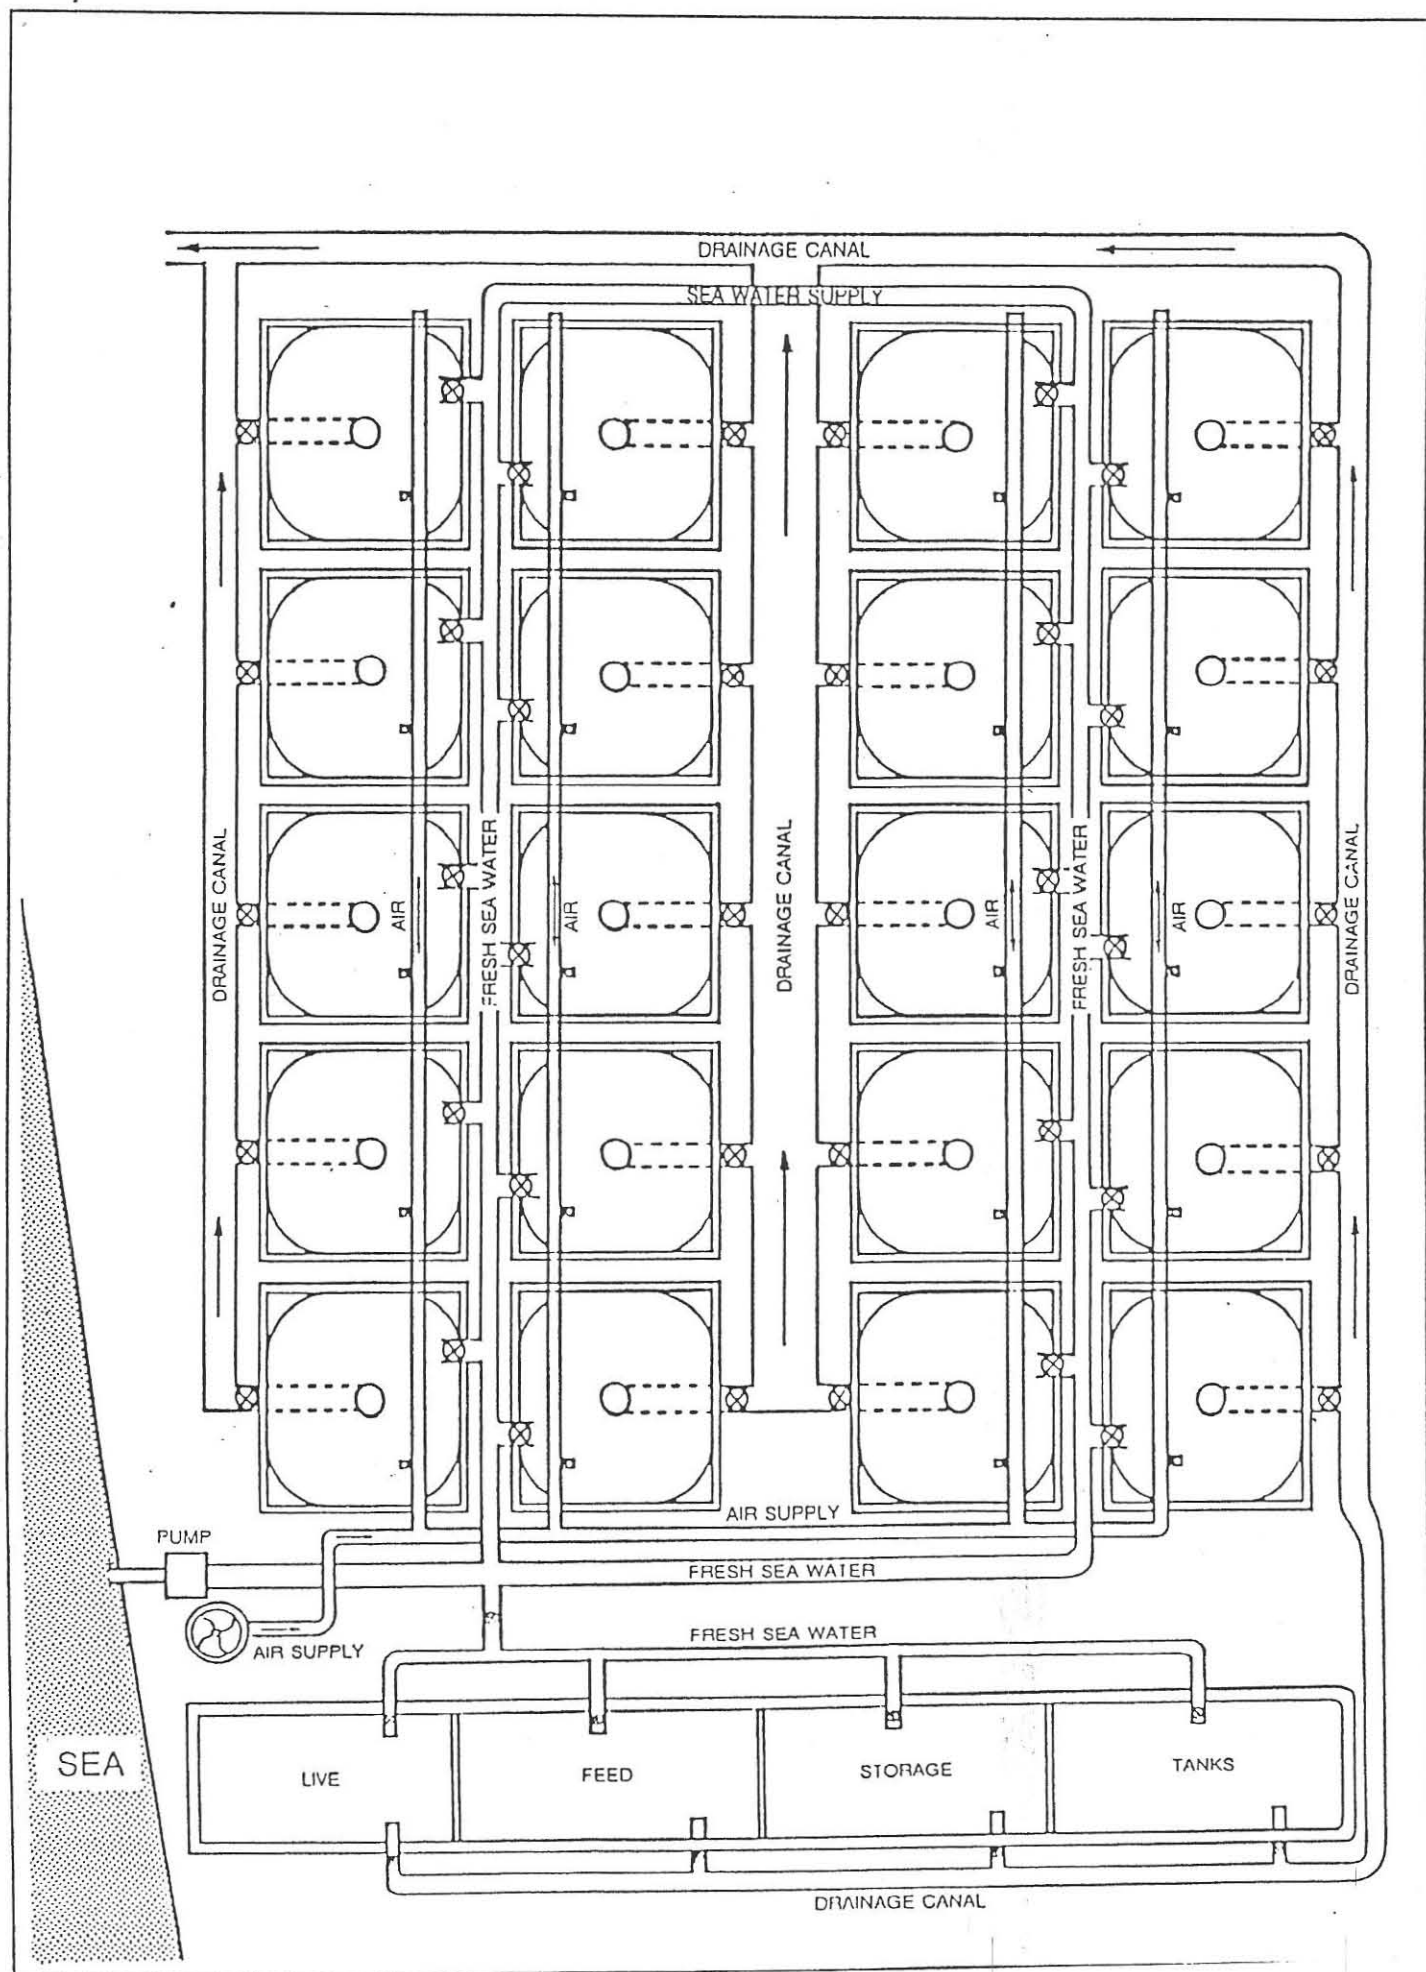 DRAINAGE CANAL
SEA WATER SUPPLY
DRAINAGE CANAL
AIR
FRESH SEA WATER
AIR
DRAINAGE CANAL
AIR
FRESH SEA WATER
AIR
DRAINAGE CANAL
AIR SUPPLY
PUMP
FRESH SEA WATER
AIR SUPPLY
FRESH SEA WATER
SEA
LIVE
FEED
STORAGE
TANKS
DRAINAGE CANAL